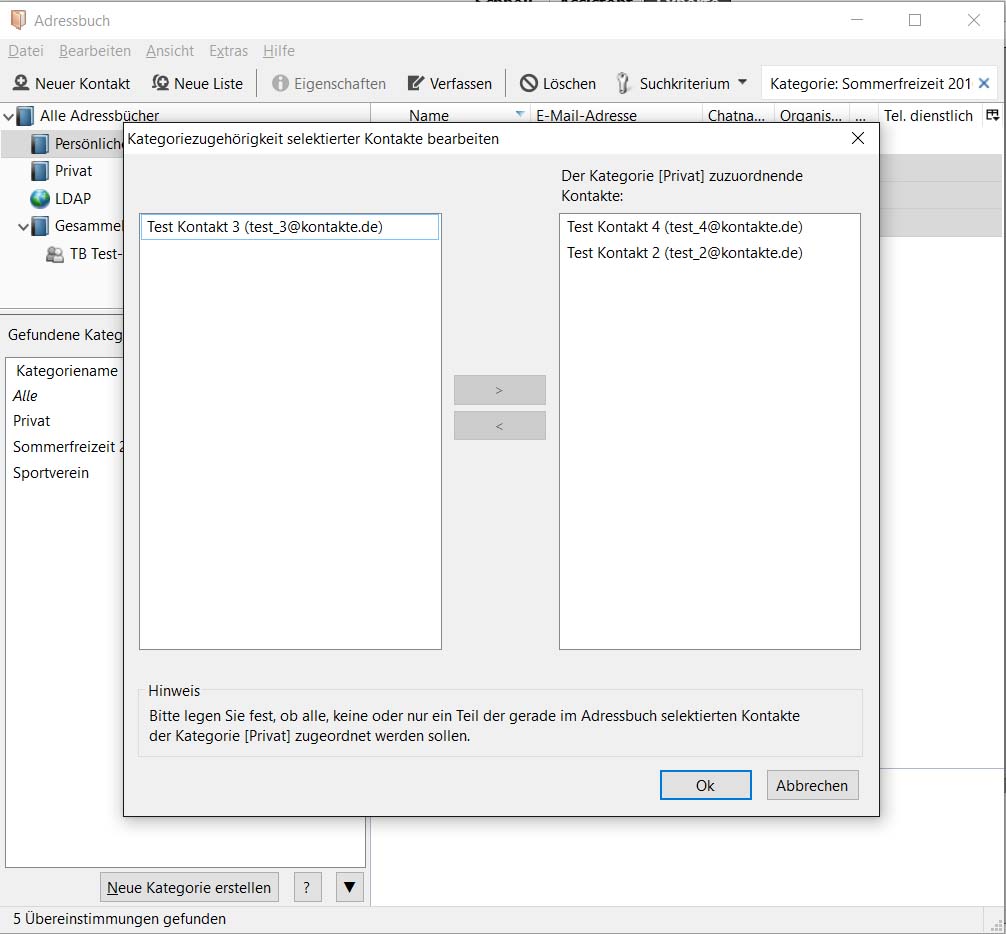 Adressbuch
Datei Bearbeiten Ansicht Extras Hilfe
Neuer Kontakt Neue Liste Eigenschaften Verfassen Löschen Suchkriterium Kategorie: Sommerfreizeit 201
Alle Adressbücher Name E-Mail-Adresse Chatna... Organis... ... Tel. dienstlich
Persönliche
Privat
LDAP
Gesammel
TB Test-
Gefundene Kateg
Kategoriename
Alle
Privat
Sommerfreizeit 2
Sportverein
Kategoriezugehörigkeit selektierter Kontakte bearbeiten
Der Kategorie [Privat] zuzuordnende
Kontakte:
Test Kontakt 3 (test_3@kontakte.de)
Test Kontakt 4 (test_4@kontakte.de)
Test Kontakt 2 (test_2@kontakte.de)
>
<
Hinweis
Bitte legen Sie fest, ob alle, keine oder nur ein Teil der gerade im Adressbuch selektierten Kontakte
der Kategorie [Privat] zugeordnet werden sollen.
Ok Abbrechen
Neue Kategorie erstellen ? ▼
5 Übereinstimmungen gefunden